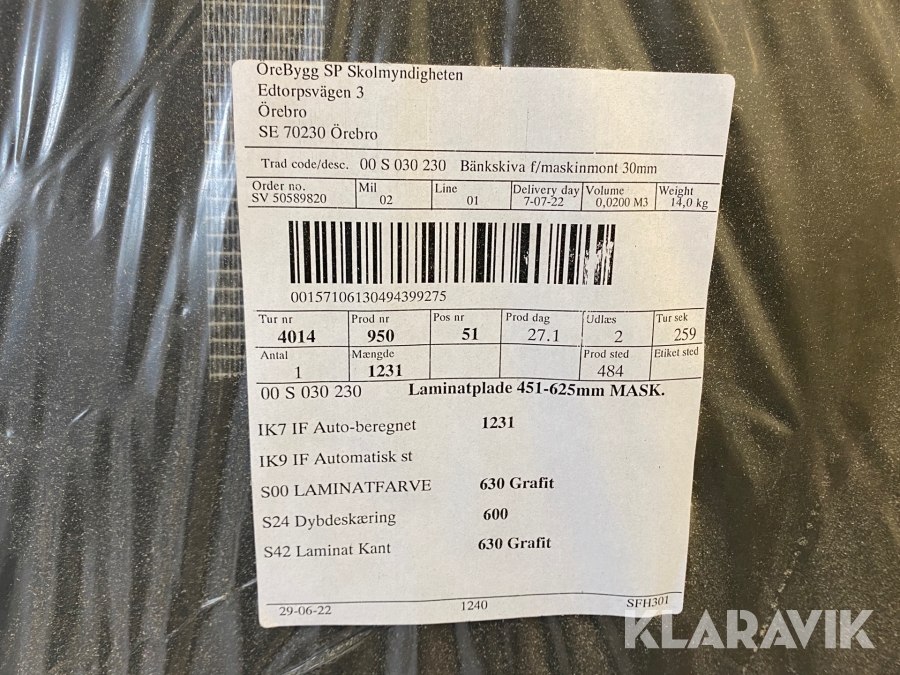 ÖreBygg SP Skolmyndigheten
Edtorpsvägen 3
Örebro
SE 70230 Örebro
Trad code/desc. 00 S 030 230 Bänkskiva f/maskinmont 30mm
Order no. Mil Line Delivery day Volume Weight
SV 50589820 02 01 7-07-22 0,0200 M3 14,0 kg
00157106130494399275
Tur nr Prod nr Pos nr Prod dag Udlæs Tur sek
4014 950 51 27.1 2 259
Antal Mængde Prod sted Etiket sted
1 1231 484
00 S 030 230 Laminatplade 451-625mm MASK.
IK7 IF Auto-beregnet 1231
IK9 IF Automatisk st
S00 LAMINATFARVE 630 Grafit
S24 Dybdeskæring 600
S42 Laminat Kant 630 Grafit
29-06-22 1240 SFH301
KLARAVIK